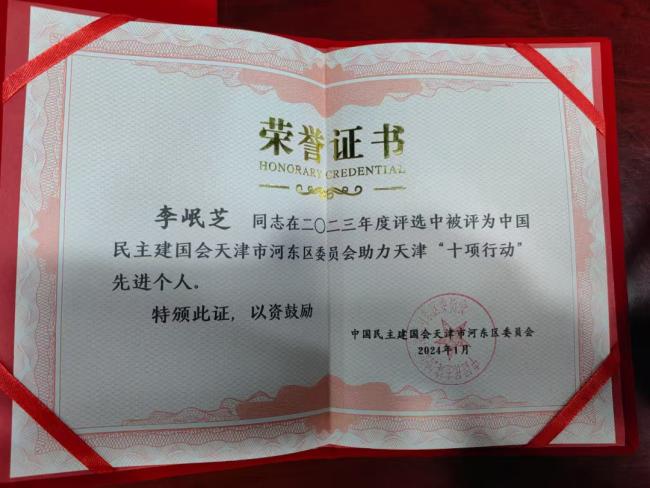 荣誉证书
HONORARY CREDENTIAL
李岷芝 同志在二〇二三年度评选中被评为中国
民主建国会天津市河东区委员会助力天津“十项行动”
先进个人。
特颁此证，以资鼓励
中国民主建国会天津市河东区委员会
2024年1月